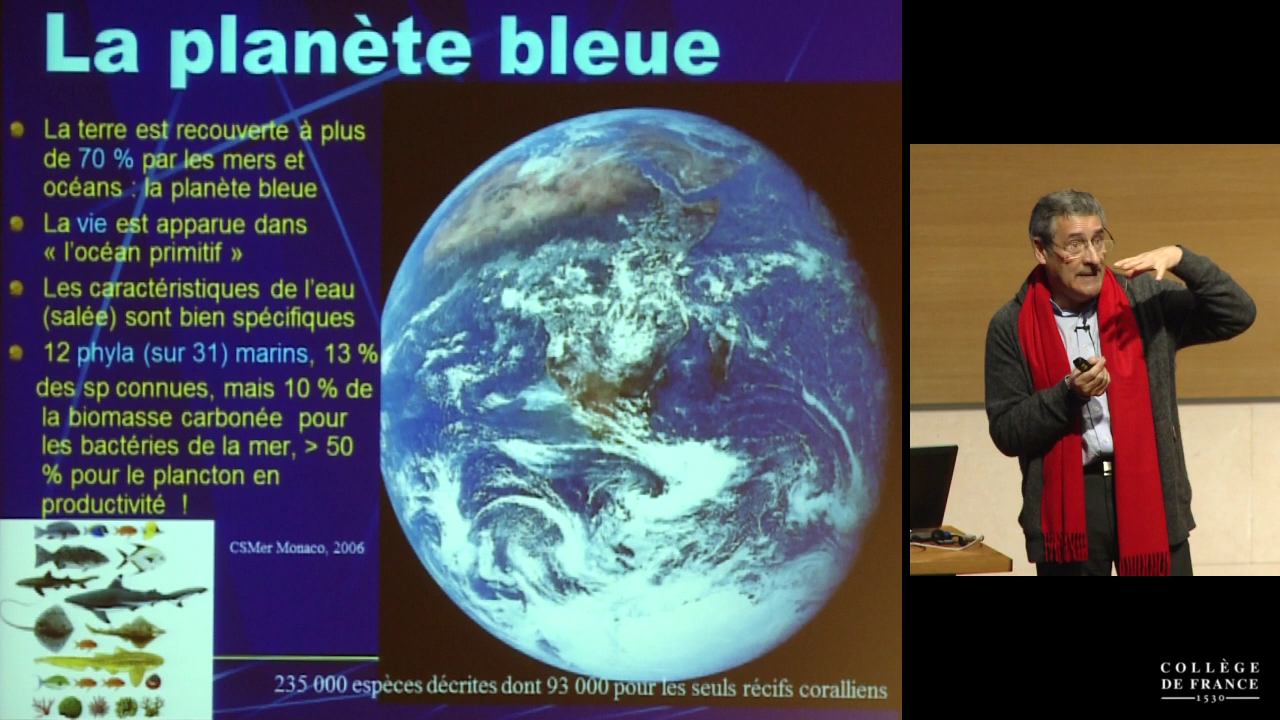 La planète bleue
La terre est recouverte à plus
de 70 % par les mers et
océans : la planète bleue
La vie est apparue dans
« l'océan primitif »
Les caractéristiques de l'eau
(salée) sont bien spécifiques
12 phyla (sur 31) marins, 13 %
des sp connues, mais 10 % de
la biomasse carbonée pour
les bactéries de la mer, > 50
% pour le plancton en
productivité !
CSMer Monaco, 2006
235 000 espèces décrites dont 93 000 pour les seuls récifs coralliens
COLLÈGE
DE FRANCE
1530